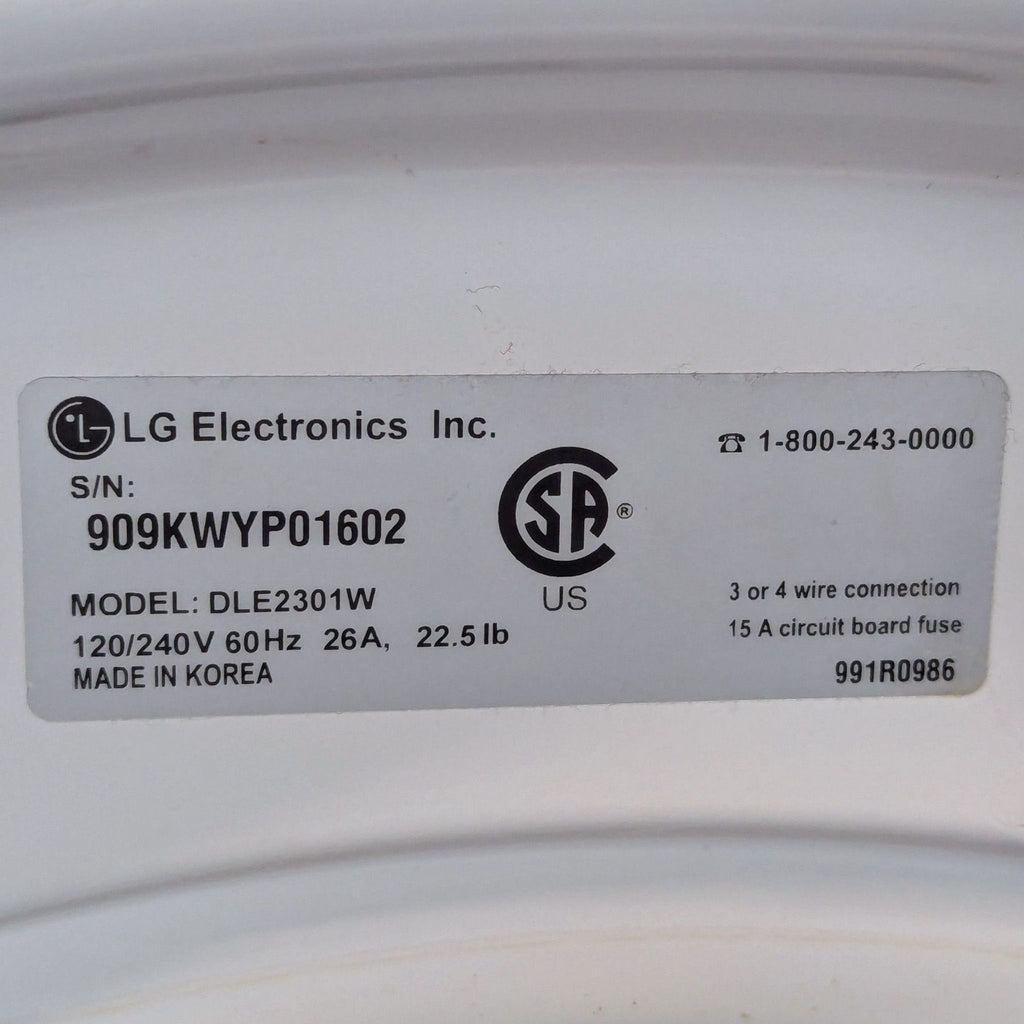 LG LG Electronics Inc.
S/N:
909KWYP01602
MODEL: DLE2301W
120/240V 60Hz 26A, 22.5 lb
MADE IN KOREA
SA ®
US
☎ 1-800-243-0000
3 or 4 wire connection
15 A circuit board fuse
991R0986